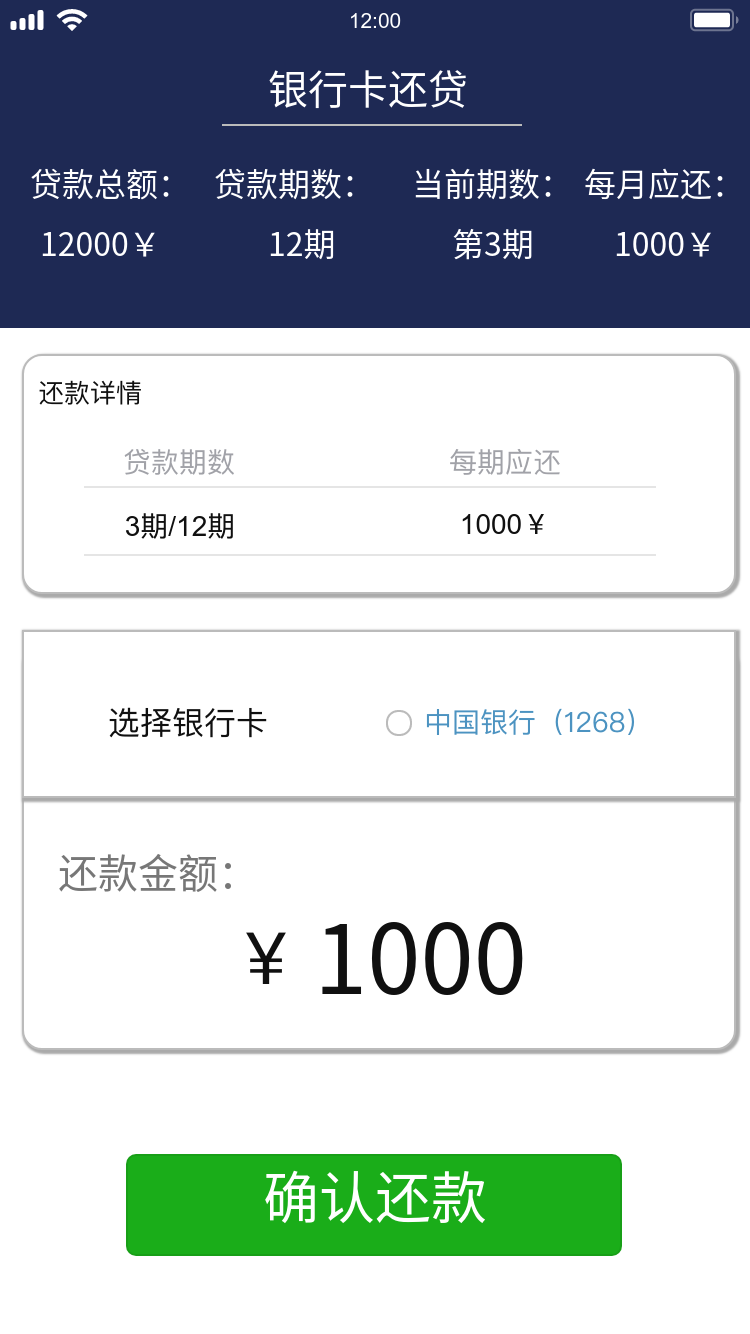 12:00
银行卡还贷
贷款总额： 贷款期数： 当前期数： 每月应还：
12000￥ 12期 第3期 1000￥
还款详情
贷款期数 每期应还
3期/12期 1000￥
选择银行卡 中国银行（1268）
还款金额：
￥ 1000
确认还款